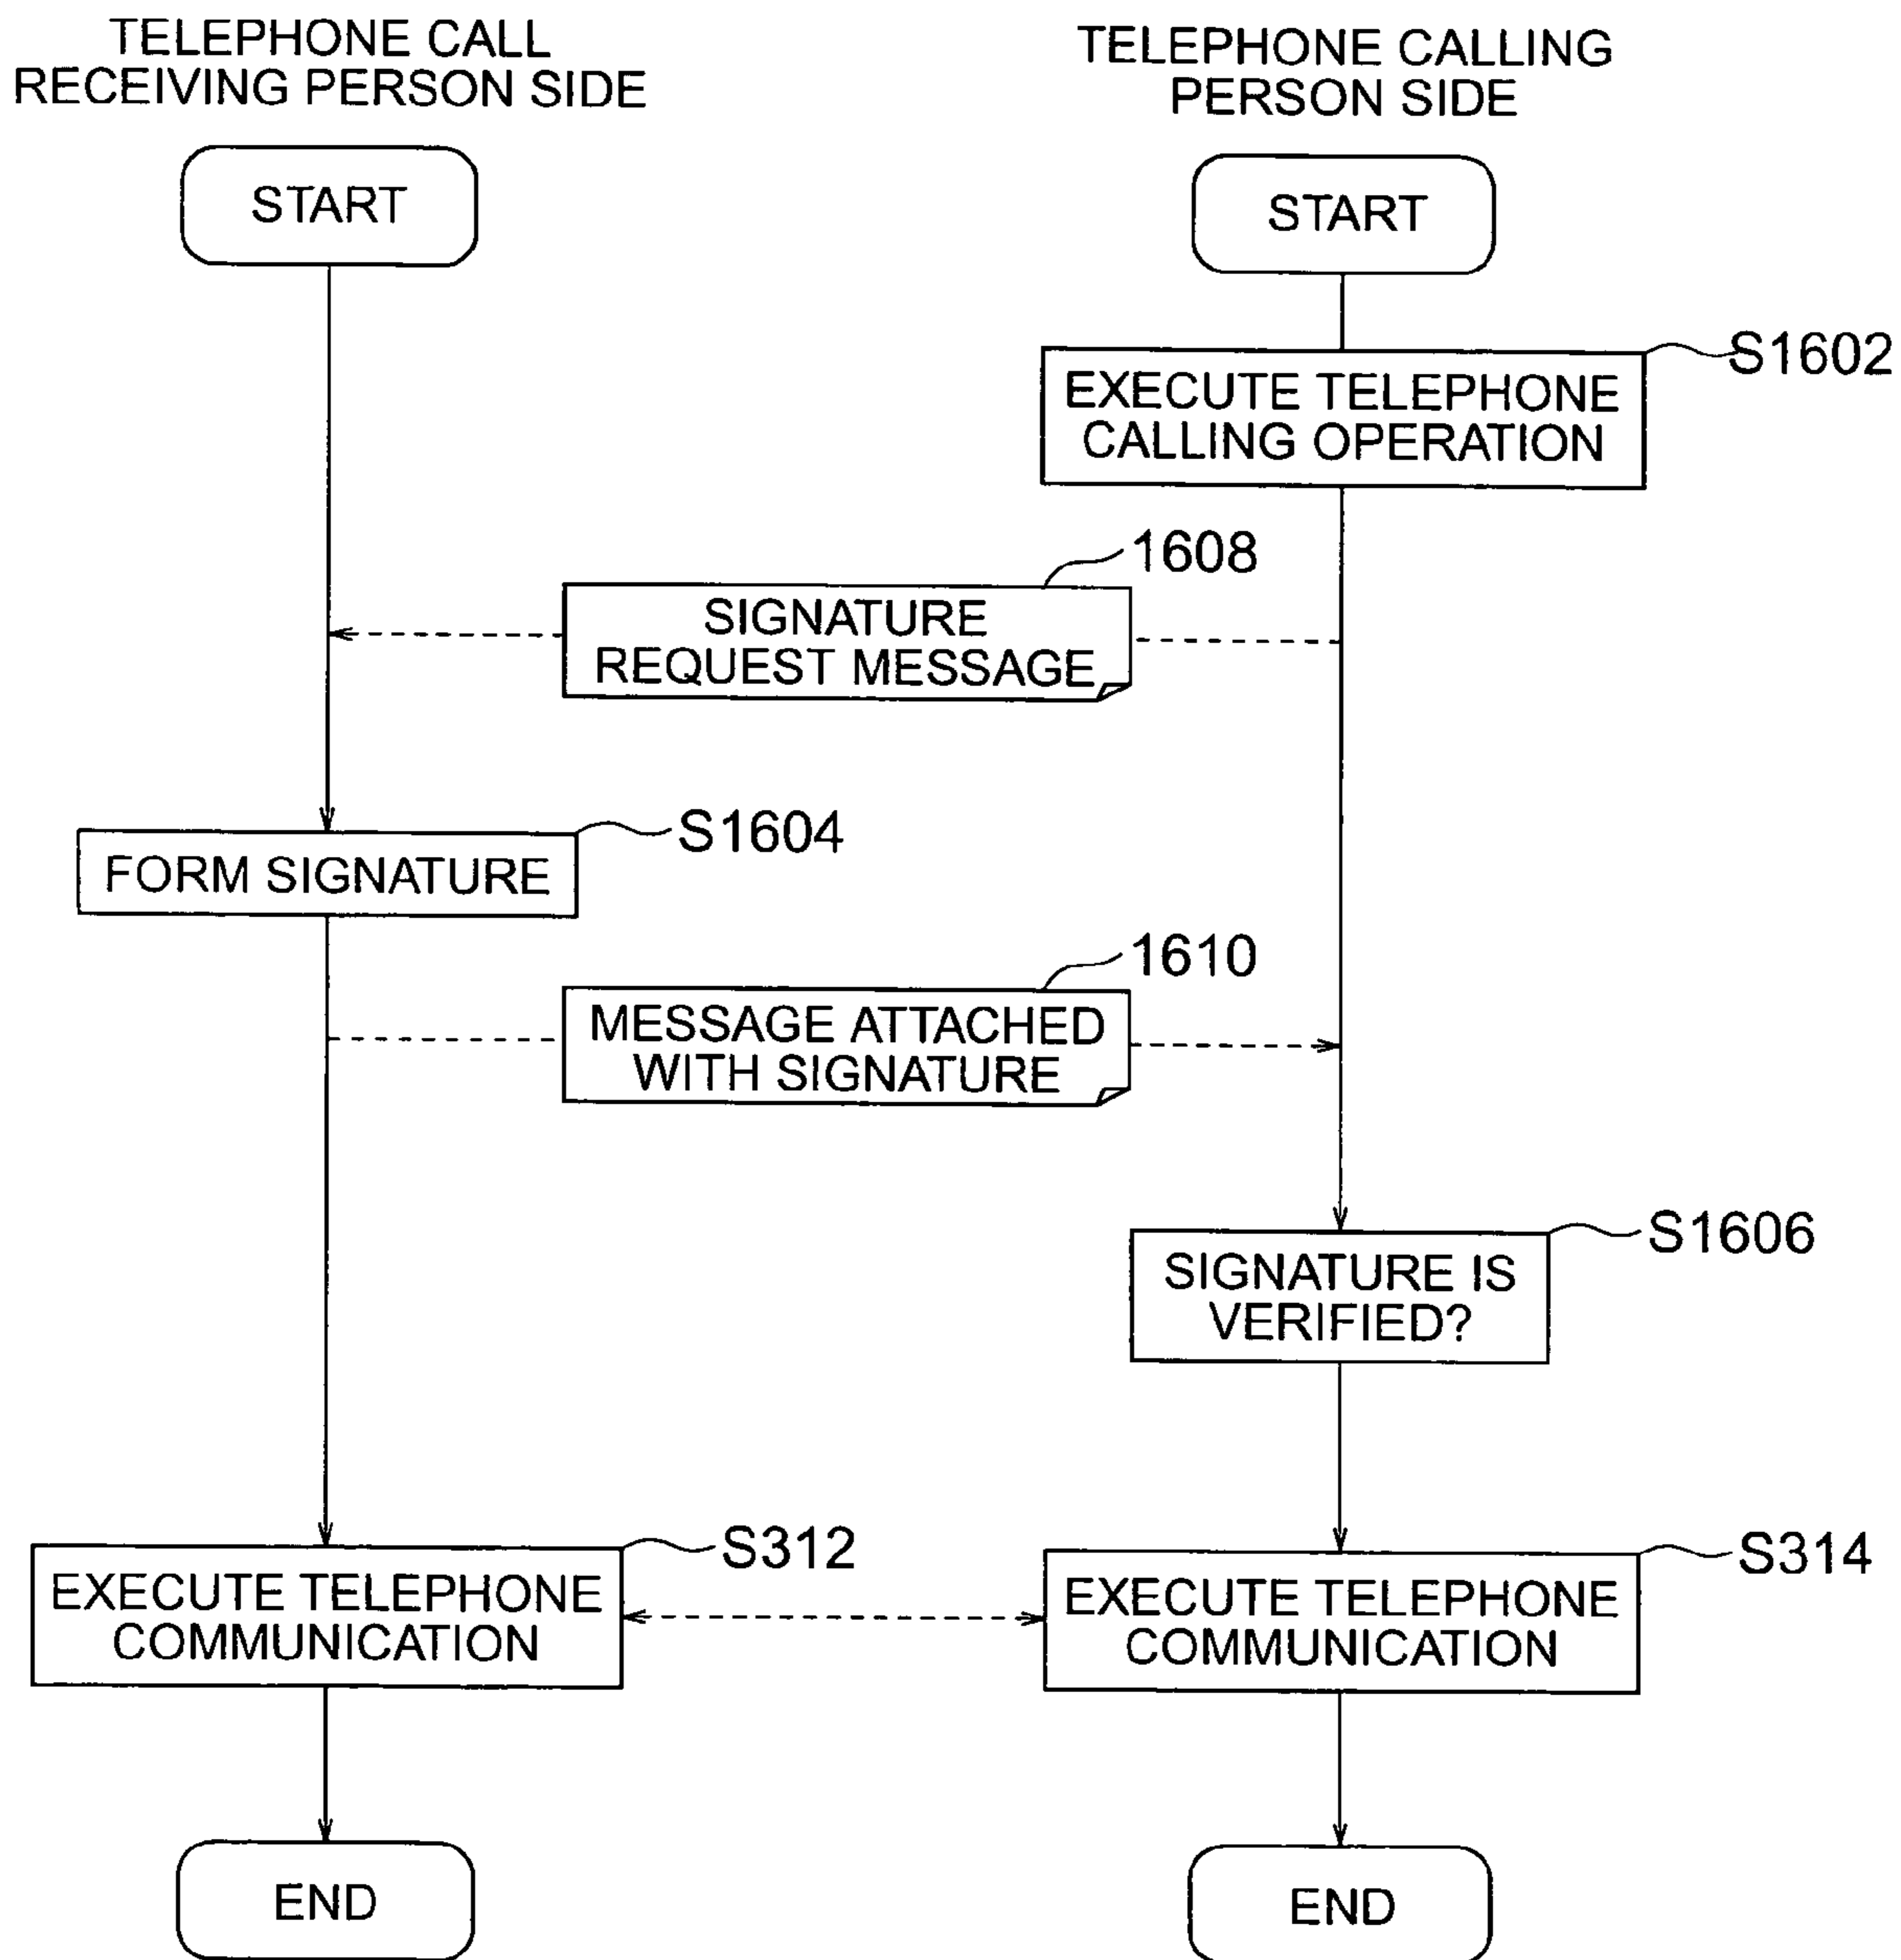 TELEPHONE CALL
RECEIVING PERSON SIDE
TELEPHONE CALLING
PERSON SIDE
START
START
S1602
EXECUTE TELEPHONE
CALLING OPERATION
1608
SIGNATURE
REQUEST MESSAGE
S1604
FORM SIGNATURE
1610
MESSAGE ATTACHED
WITH SIGNATURE
S1606
SIGNATURE IS
VERIFIED?
S312
EXECUTE TELEPHONE
COMMUNICATION
S314
EXECUTE TELEPHONE
COMMUNICATION
END
END